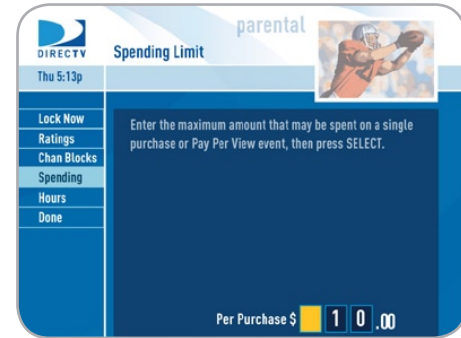 parental
DIRECTV
Spending Limit
Thu 5:13p
Lock Now
Ratings
Chan Blocks
Spending
Hours
Done
Enter the maximum amount that may be spent on a single
purchase or Pay Per View event, then press SELECT.
Per Purchase $ 1 0 .00